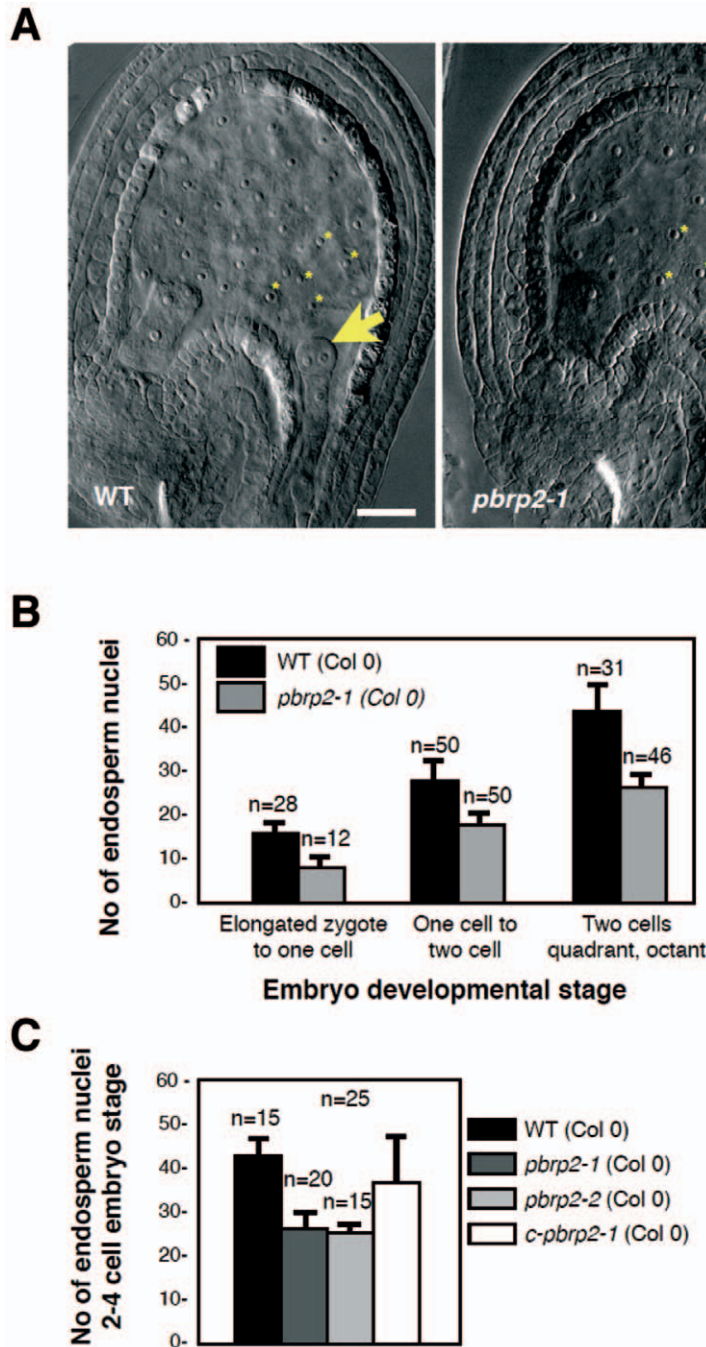 A
WT
pbrp2-1
B
No of endosperm nuclei
60 -
50-
40-
30-
20-
10-
0-
WT (Col 0)
pbrp2-1 (Col 0)
n=28
n=12
n=50
n=50
n=31
n=46
Elongated zygote
to one cell
One cell to
two cell
Two cells
quadrant, octant
Embryo developmental stage
C
No of endosperm nuclei
2-4 cell embryo stage
60 -
50-
40-
30-
20-
10-
0-
n=15
n=20
n=15
n=25
WT (Col 0)
pbrp2-1 (Col 0)
pbrp2-2 (Col 0)
c-pbrp2-1 (Col 0)